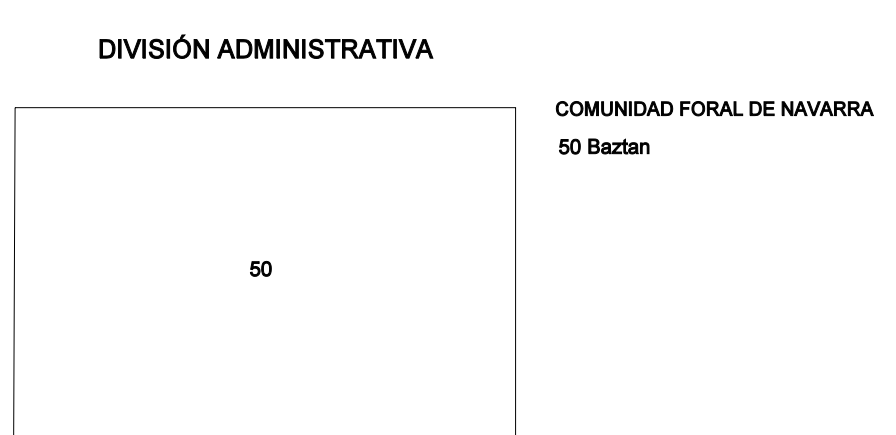 DIVISIÓN ADMINISTRATIVA
COMUNIDAD FORAL DE NAVARRA
50 Baztan
50